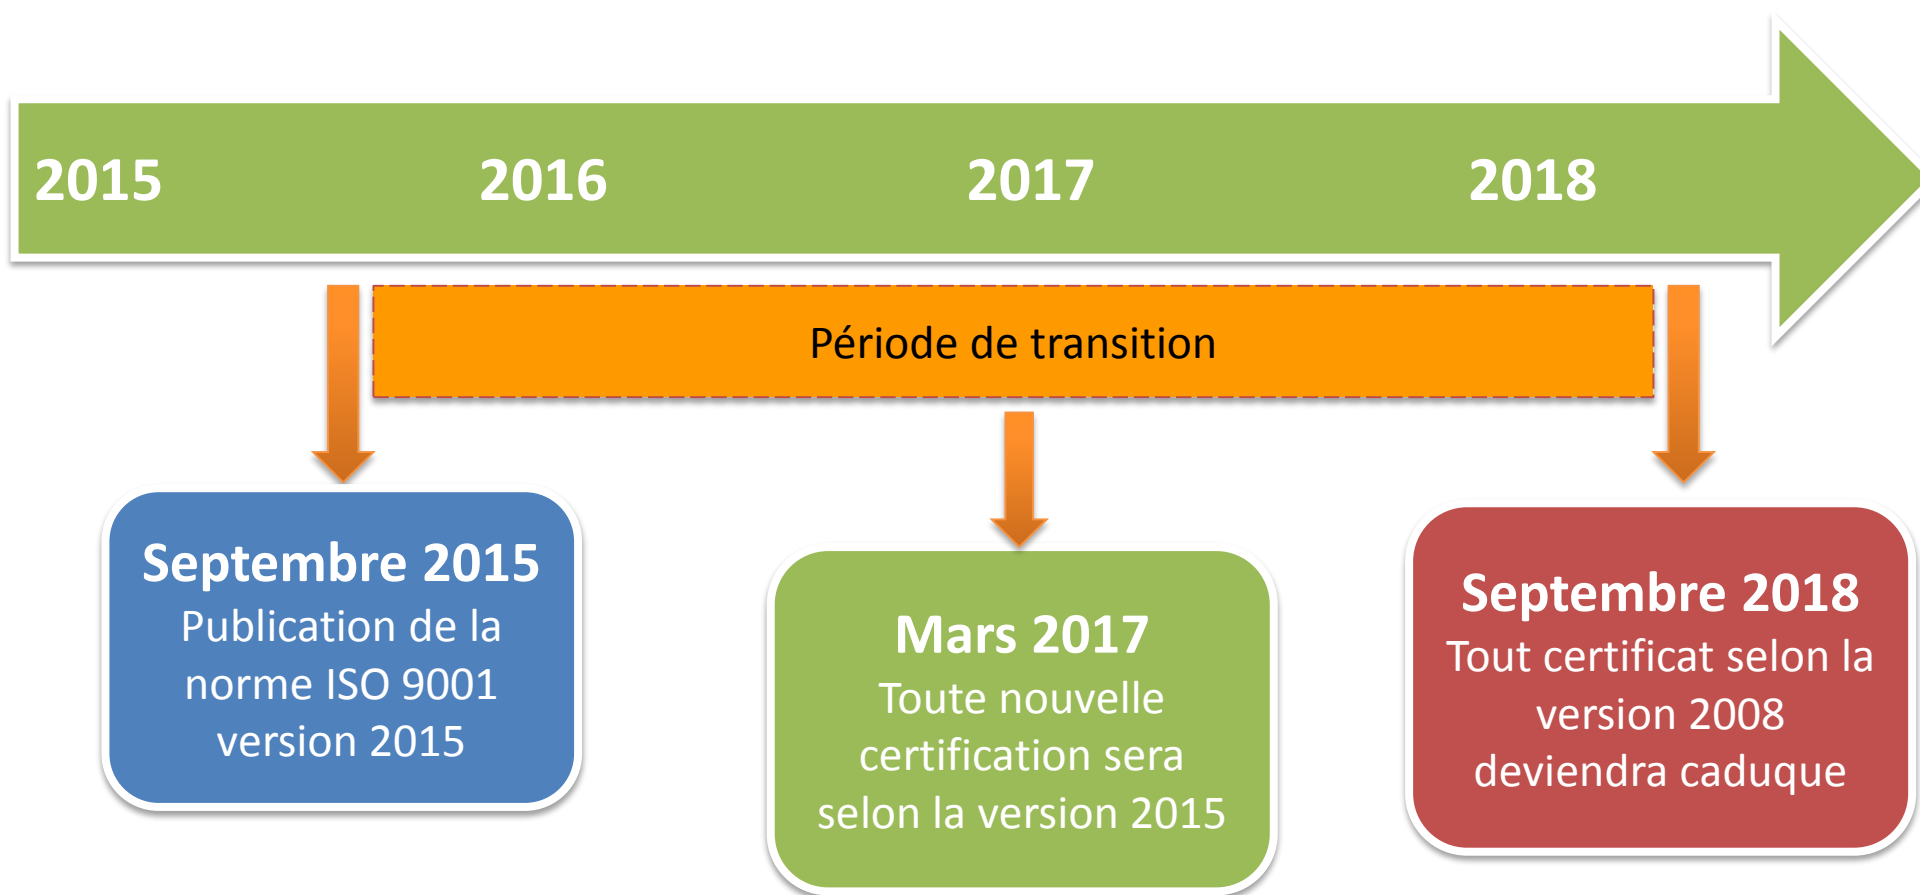 2015 2016 2017 2018
Période de transition
Septembre 2015
Publication de la
norme ISO 9001
version 2015
Mars 2017
Toute nouvelle
certification sera
selon la version 2015
Septembre 2018
Tout certificat selon la
version 2008
deviendra caduque